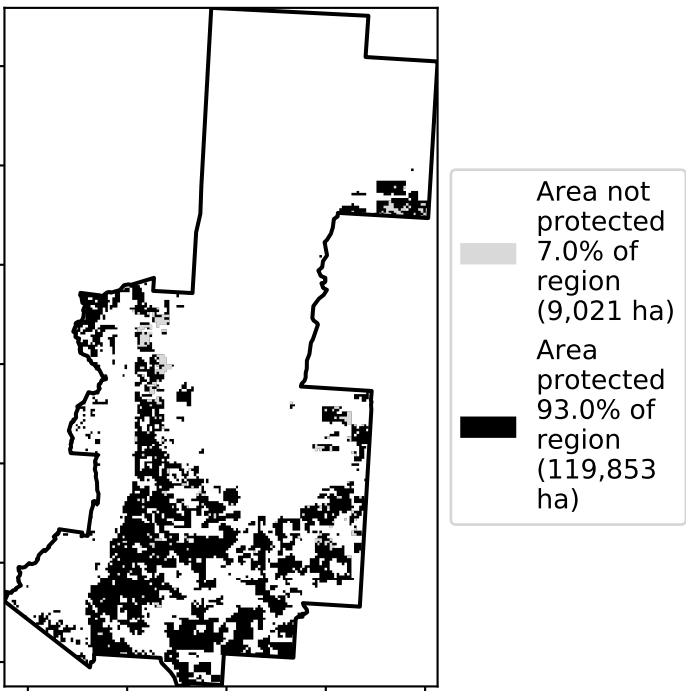 Area not
protected
7.0% of
region
(9,021 ha)
Area
protected
93.0% of
region
(119,853
ha)